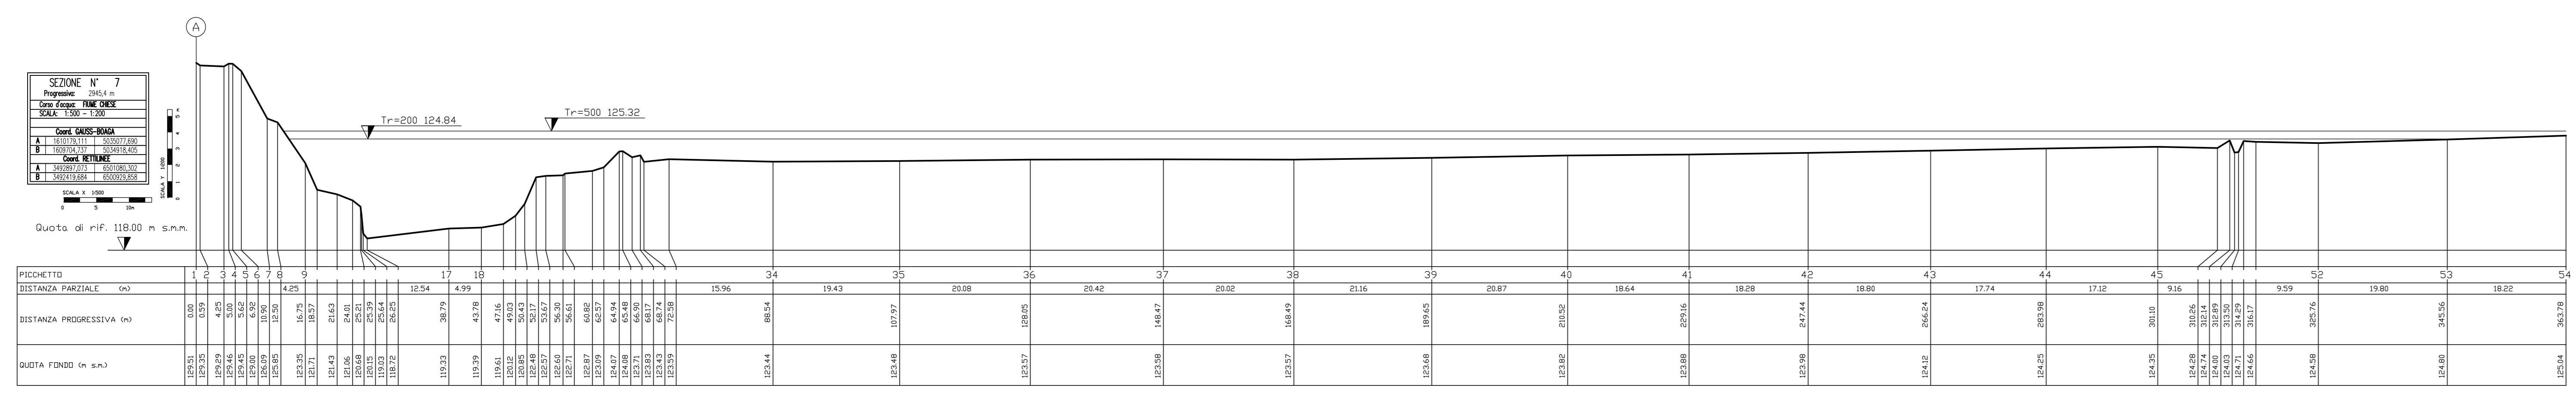 A
SEZIONE N° 7
Progressiva: 2945,4 m
Corso d'acqua: FIUME CHIESE
SCALA: 1:500 - 1:200
Coord. GAUSS-BOAGA
A 1610179,111 5035077,690
B 1609704,737 5034918,405
Coord. RETTILINEE
A 3492897,073 6501080,302
B 3492419,684 6500929,858
SCALA X 1:500
0 5 10m
SCALA Y 1:200
0 1 2 3 4 5 m
Quota di rif. 118.00 m s.m.m.
Tr=200 124.84
Tr=500 125.32
PICCHETTO 1 2 3 4 5 6 7 8 9 17 18 34 35 36 37 38 39 40 41 42 43 44 45 52 53 54
DISTANZA PARZIALE (m) 4.25 12.54 4.99 15.96 19.43 20.08 20.42 20.02 21.16 20.87 18.64 18.28 18.80 17.74 17.12 9.16 9.59 19.80 18.22
DISTANZA PROGRESSIVA (m) 0.00 0.59 4.25 5.00 5.62 6.92 10.90 12.50 16.75 18.57 21.63 24.01 25.21 25.39 25.64 26.25 38.79 43.78 47.16 49.03 50.43 52.17 53.67 56.30 56.61 60.82 62.57 64.94 65.48 66.90 68.17 68.74 72.58 88.54 107.97 128.05 148.47 168.49 189.65 210.52 229.16 247.44 266.24 283.98 301.10 310.26 312.14 312.89 313.50 314.29 316.17 325.76 345.56 363.78
QUOTA FONDO (m s.m.) 129.51 129.35 129.29 129.46 129.45 129.00 126.09 125.85 123.35 121.71 121.43 121.06 120.68 120.15 119.03 118.72 119.33 119.39 119.61 120.12 120.85 122.48 122.57 122.60 122.71 122.87 123.09 124.07 124.08 123.71 123.83 123.43 123.59 123.44 123.48 123.57 123.58 123.57 123.68 123.82 123.88 123.98 124.12 124.25 124.35 124.28 124.74 124.00 124.03 124.71 124.66 124.58 124.80 125.04